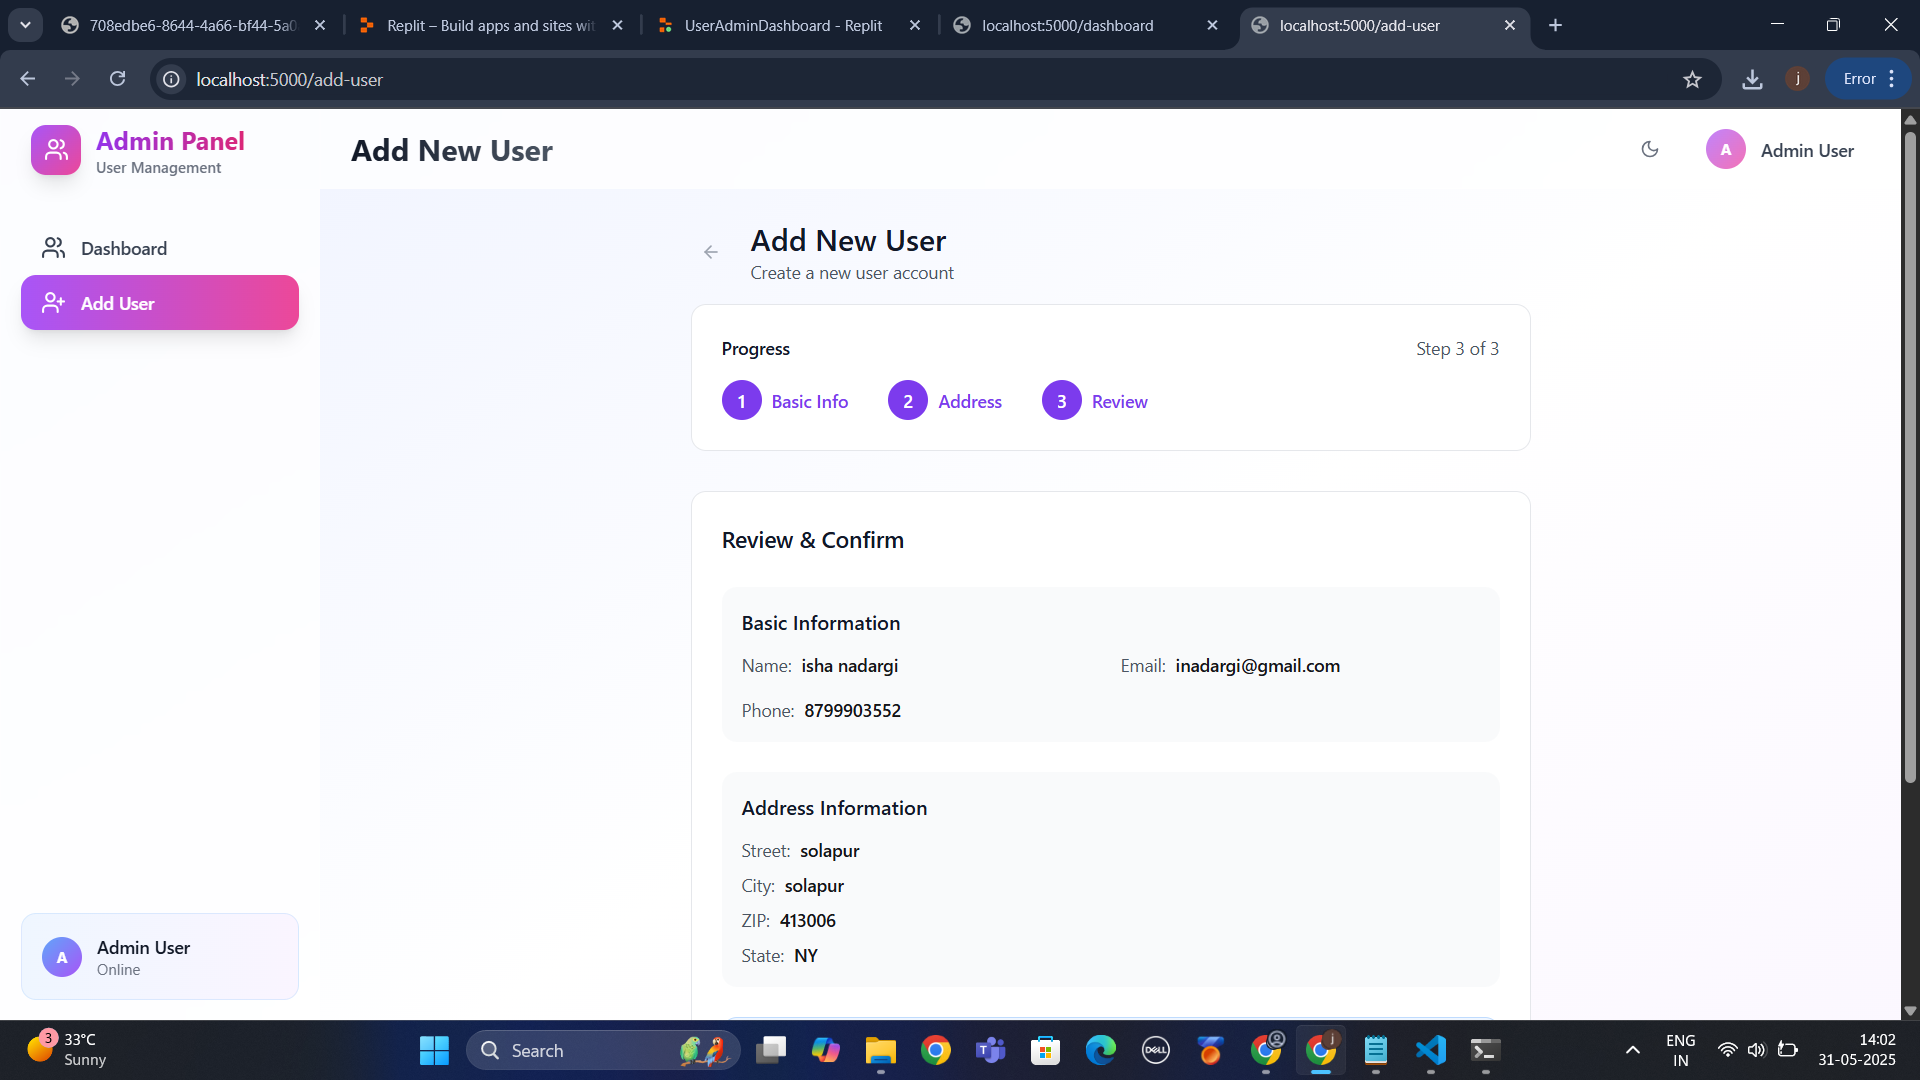 708edbe6-8644-4a66-bf44-5a0
Replit – Build apps and sites wit
UserAdminDashboard - Replit
localhost:5000/dashboard
localhost:5000/add-user
localhost:5000/add-user
j
Error
Admin Panel
User Management
Add New User
A
Admin User
Dashboard
Add User
Add New User
Create a new user account
Progress
Step 3 of 3
1 Basic Info
2 Address
3 Review
Review & Confirm
Basic Information
Name: isha nadargi
Email: inadargi@gmail.com
Phone: 8799903552
Address Information
Street: solapur
City: solapur
ZIP: 413006
State: NY
A
Admin User
Online
3
33°C
Sunny
Search
T
DELL
j
ENG
IN
14:02
31-05-2025